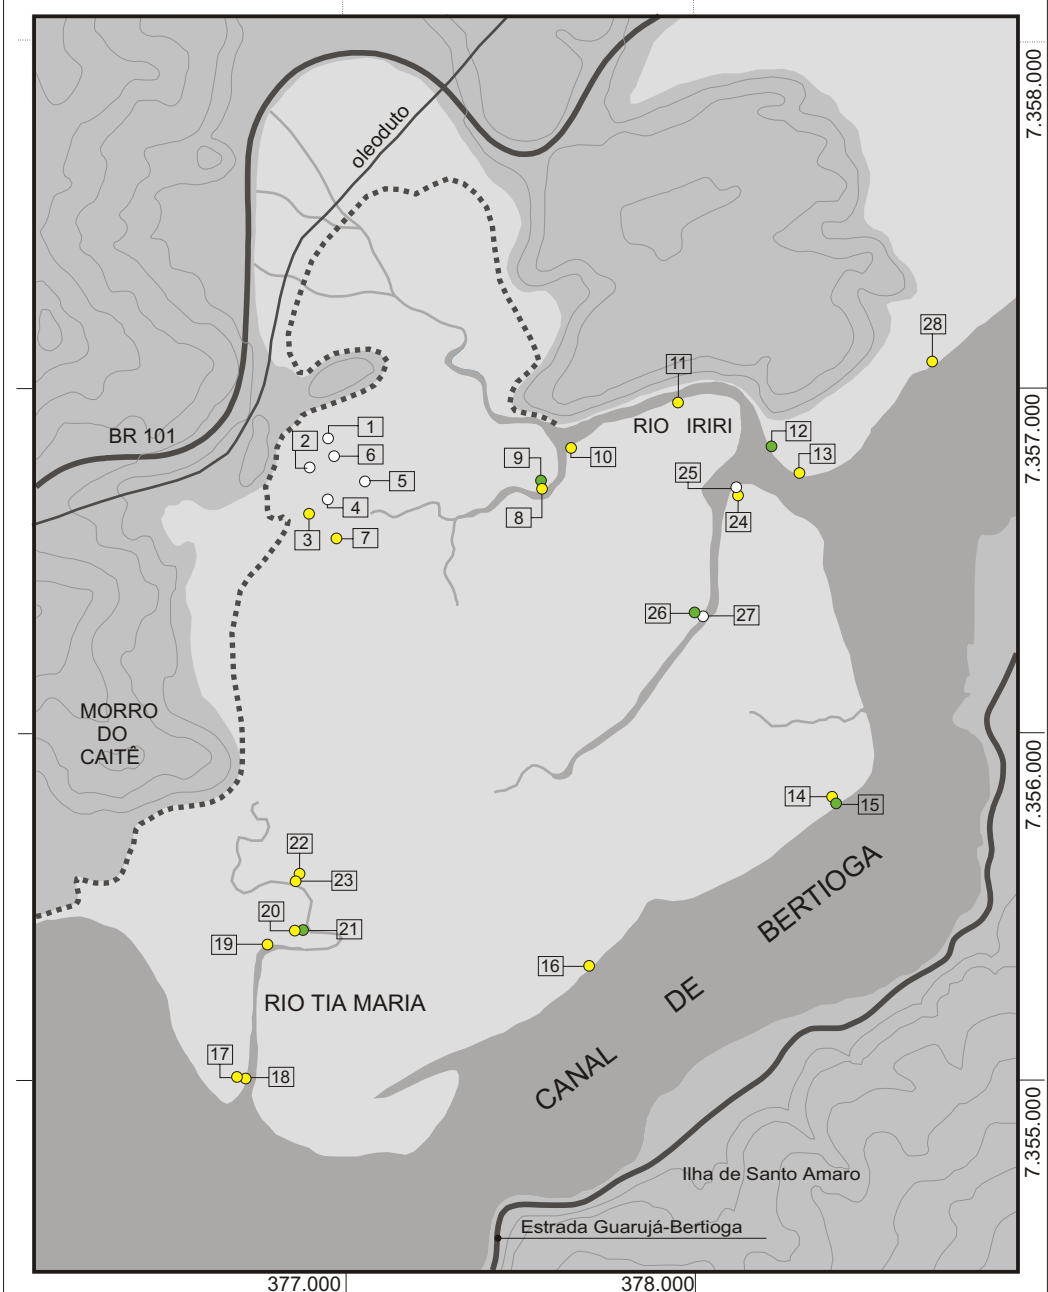 7.358.000
oleoduto
28
11
7.357.000
BR 101
1
2
RIO IRIRI
12
6
9
10
13
25
5
4
8
24
3
7
26
27
MORRO
DO
CAITÊ
7.356.000
14
15
22
BERTIOGA
23
20
21
19
16
DE
RIO TIA MARIA
17
18
CANAL
7.355.000
Ilha de Santo Amaro
Estrada Guarujá-Bertioga
377.000
378.000